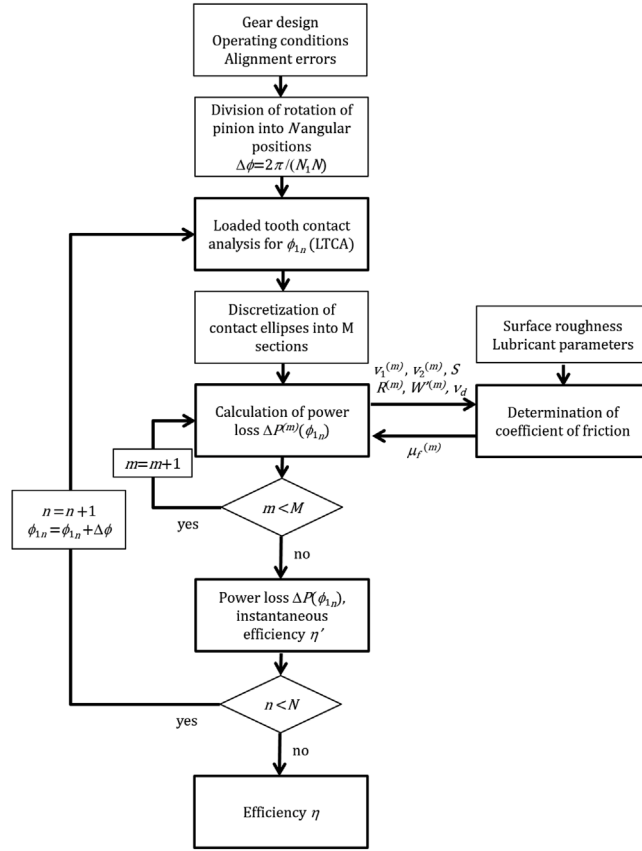 Gear design
Operating conditions
Alignment errors
Division of rotation of
pinion into N angular
positions
Δϕ=2π/(N₁N)
Loaded tooth contact
analysis for ϕ₁ₙ (LTCA)
Discretization of
contact ellipses into M
sections
Surface roughness
Lubricant parameters
v₁⁽ᵐ⁾, v₂⁽ᵐ⁾, S
R⁽ᵐ⁾, W'⁽ᵐ⁾, ν_d
Calculation of power
loss ΔP⁽ᵐ⁾(ϕ₁ₙ)
Determination of
coefficient of friction
μ_f⁽ᵐ⁾
m=m+1
m<M
yes
no
n=n+1
ϕ₁ₙ=ϕ₁ₙ+Δϕ
Power loss ΔP(ϕ₁ₙ),
instantaneous
efficiency η′
n<N
yes
no
Efficiency η